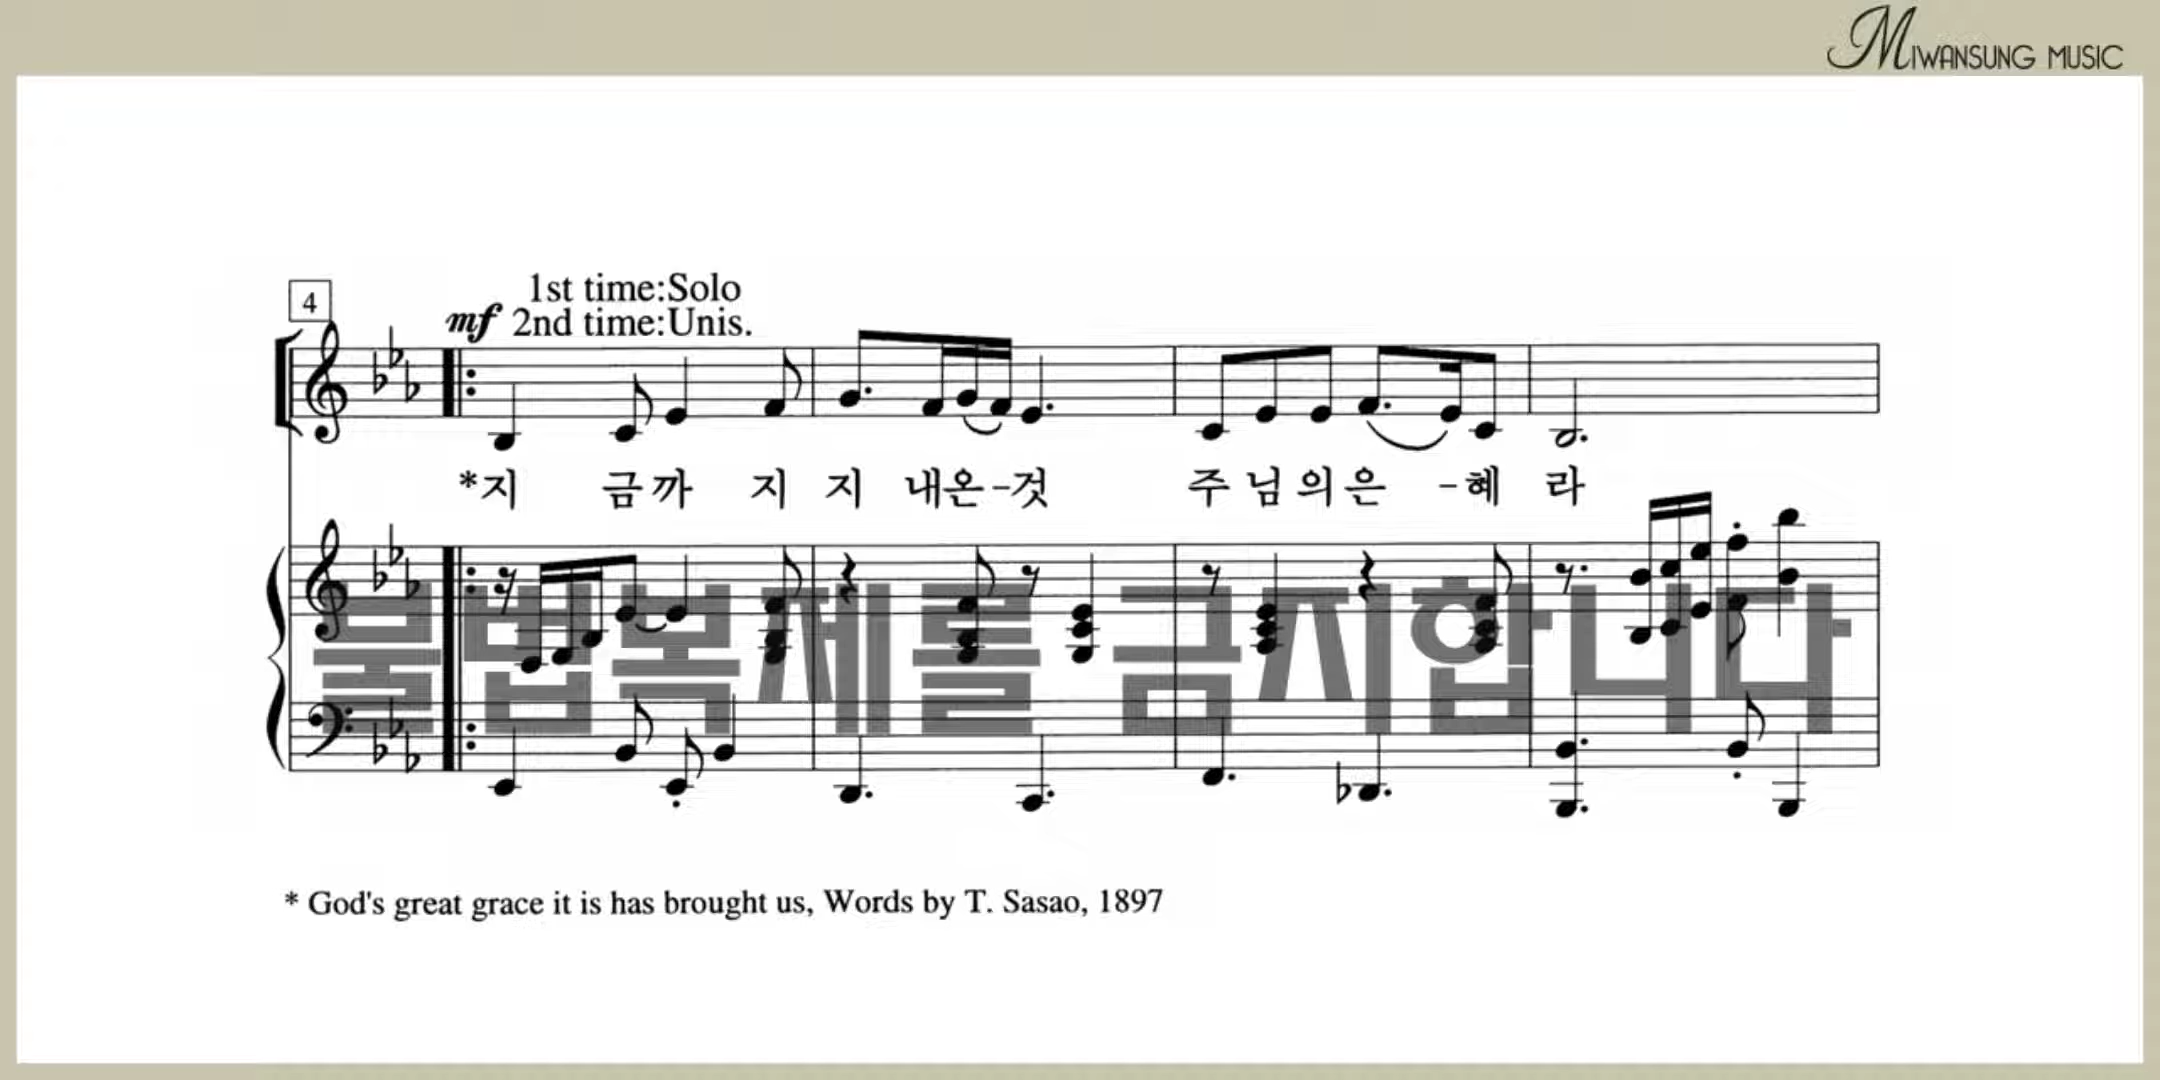 MIWANSUNG MUSIC
4
1st time:Solo
mf 2nd time:Unis.
*지 금까 지 지 내온-것 주님의은 -혜 라
불법복제를 금지합니다
* God's great grace it is has brought us, Words by T. Sasao, 1897